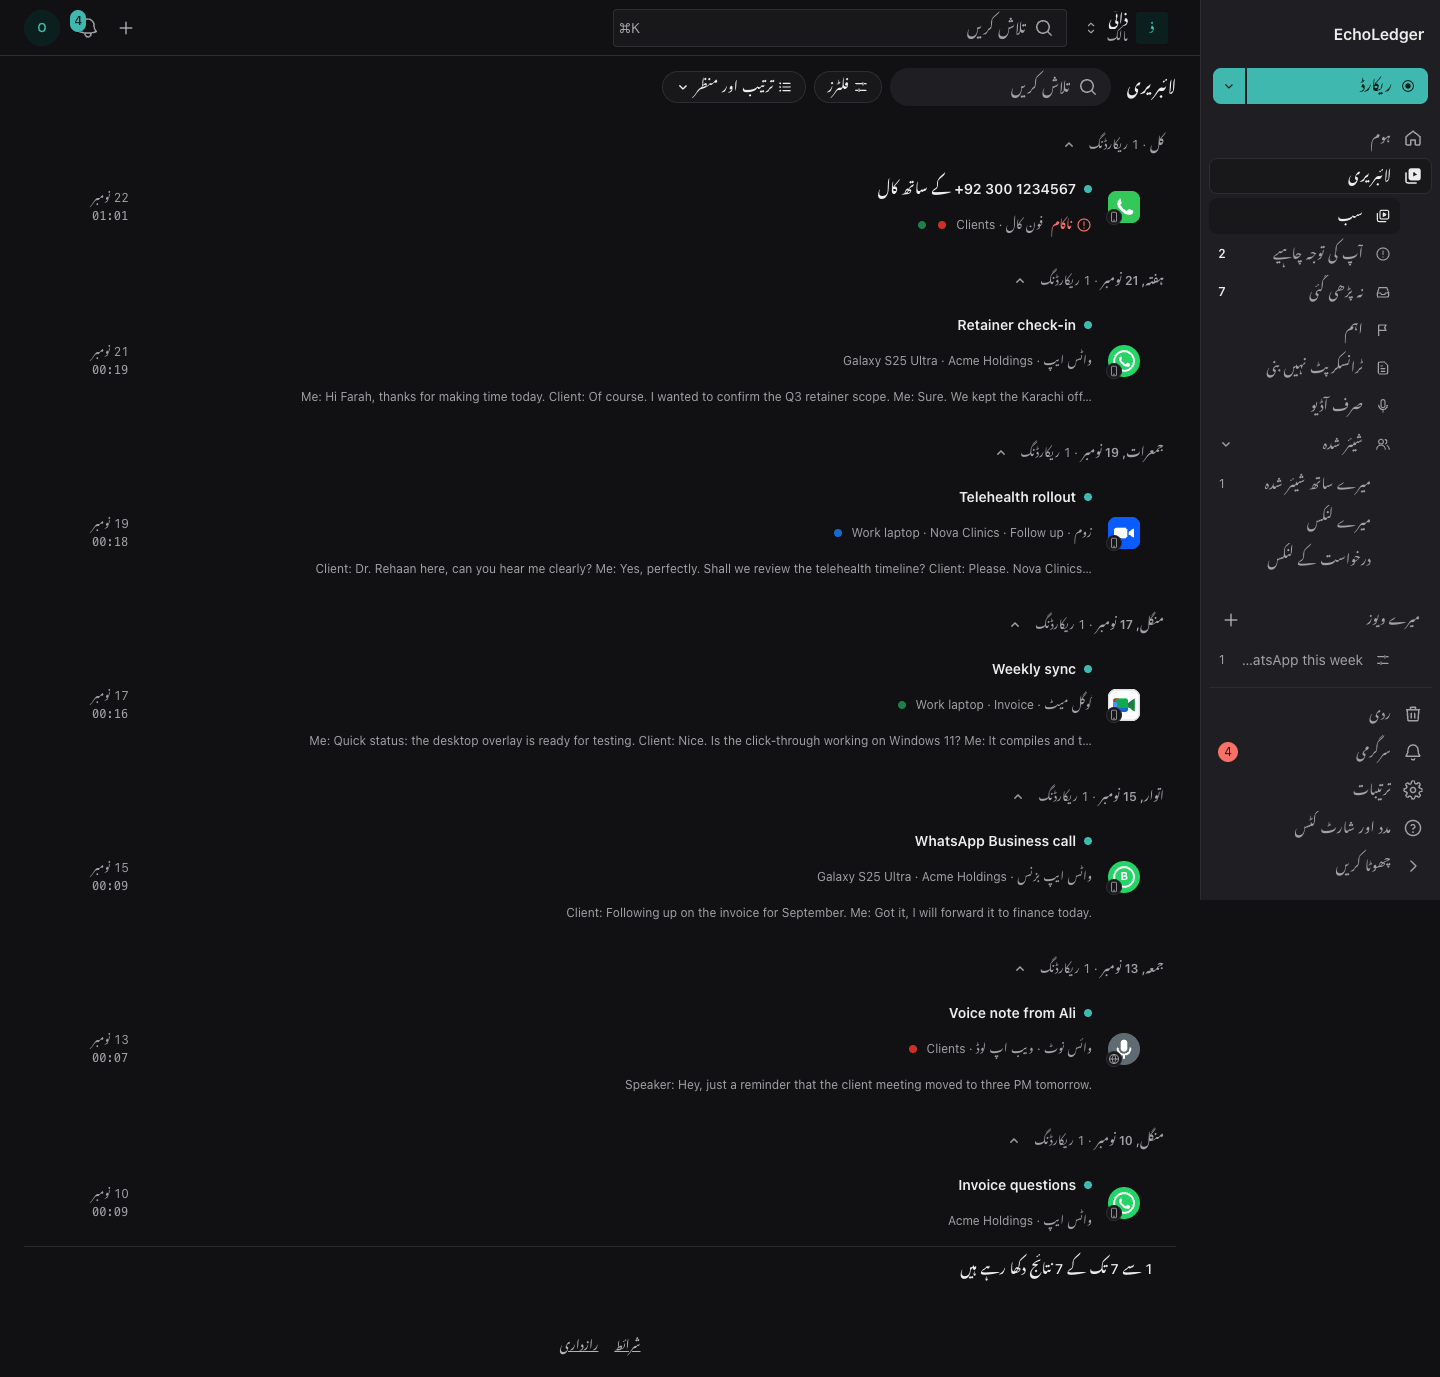 EchoLedger
ریکارڈ
ہوم
لائبریری
سب
آپ کی توجہ چاہیے 2
نہ پڑھی گئی 7
اہم
ٹرانسکرپٹ نہیں بنی
صرف آڈیو
شیئر شدہ
میرے ساتھ شیئر شدہ 1
میرے لنکس
درخواست کے لنکس
میرے ویوز
...atsApp this week 1
ردی
سرگرمی 4
ترتیبات
مدد اور شارٹ کٹس
چھوٹا کریں
ذ
ذاتی
مالک
تلاش کریں ⌘K
4
O
لائبریری
تلاش کریں
فلٹرز
ترتیب اور منظر
کل · 1 ریکارڈنگ
+92 300 1234567 کے ساتھ کال
ناکام فون کال · Clients
22 نومبر
01:01
ہفتہ, 21 نومبر · 1 ریکارڈنگ
Retainer check-in
واٹس ایپ · Galaxy S25 Ultra · Acme Holdings
Me: Hi Farah, thanks for making time today. Client: Of course. I wanted to confirm the Q3 retainer scope. Me: Sure. We kept the Karachi off...
21 نومبر
00:19
جمعرات, 19 نومبر · 1 ریکارڈنگ
Telehealth rollout
زوم · Work laptop · Nova Clinics · Follow up
Client: Dr. Rehaan here, can you hear me clearly? Me: Yes, perfectly. Shall we review the telehealth timeline? Client: Please. Nova Clinics...
19 نومبر
00:18
منگل, 17 نومبر · 1 ریکارڈنگ
Weekly sync
گوگل میٹ · Work laptop · Invoice
Me: Quick status: the desktop overlay is ready for testing. Client: Nice. Is the click-through working on Windows 11? Me: It compiles and t...
17 نومبر
00:16
اتوار, 15 نومبر · 1 ریکارڈنگ
WhatsApp Business call
واٹس ایپ بزنس · Galaxy S25 Ultra · Acme Holdings
Client: Following up on the invoice for September. Me: Got it, I will forward it to finance today.
B
15 نومبر
00:09
جمعہ, 13 نومبر · 1 ریکارڈنگ
Voice note from Ali
وائس نوٹ · ویب اپ لوڈ · Clients
Speaker: Hey, just a reminder that the client meeting moved to three PM tomorrow.
13 نومبر
00:07
منگل, 10 نومبر · 1 ریکارڈنگ
Invoice questions
واٹس ایپ · Acme Holdings
10 نومبر
00:09
1 سے 7 تک کے 7 نتائج دکھا رہے ہیں
شرائط رازداری